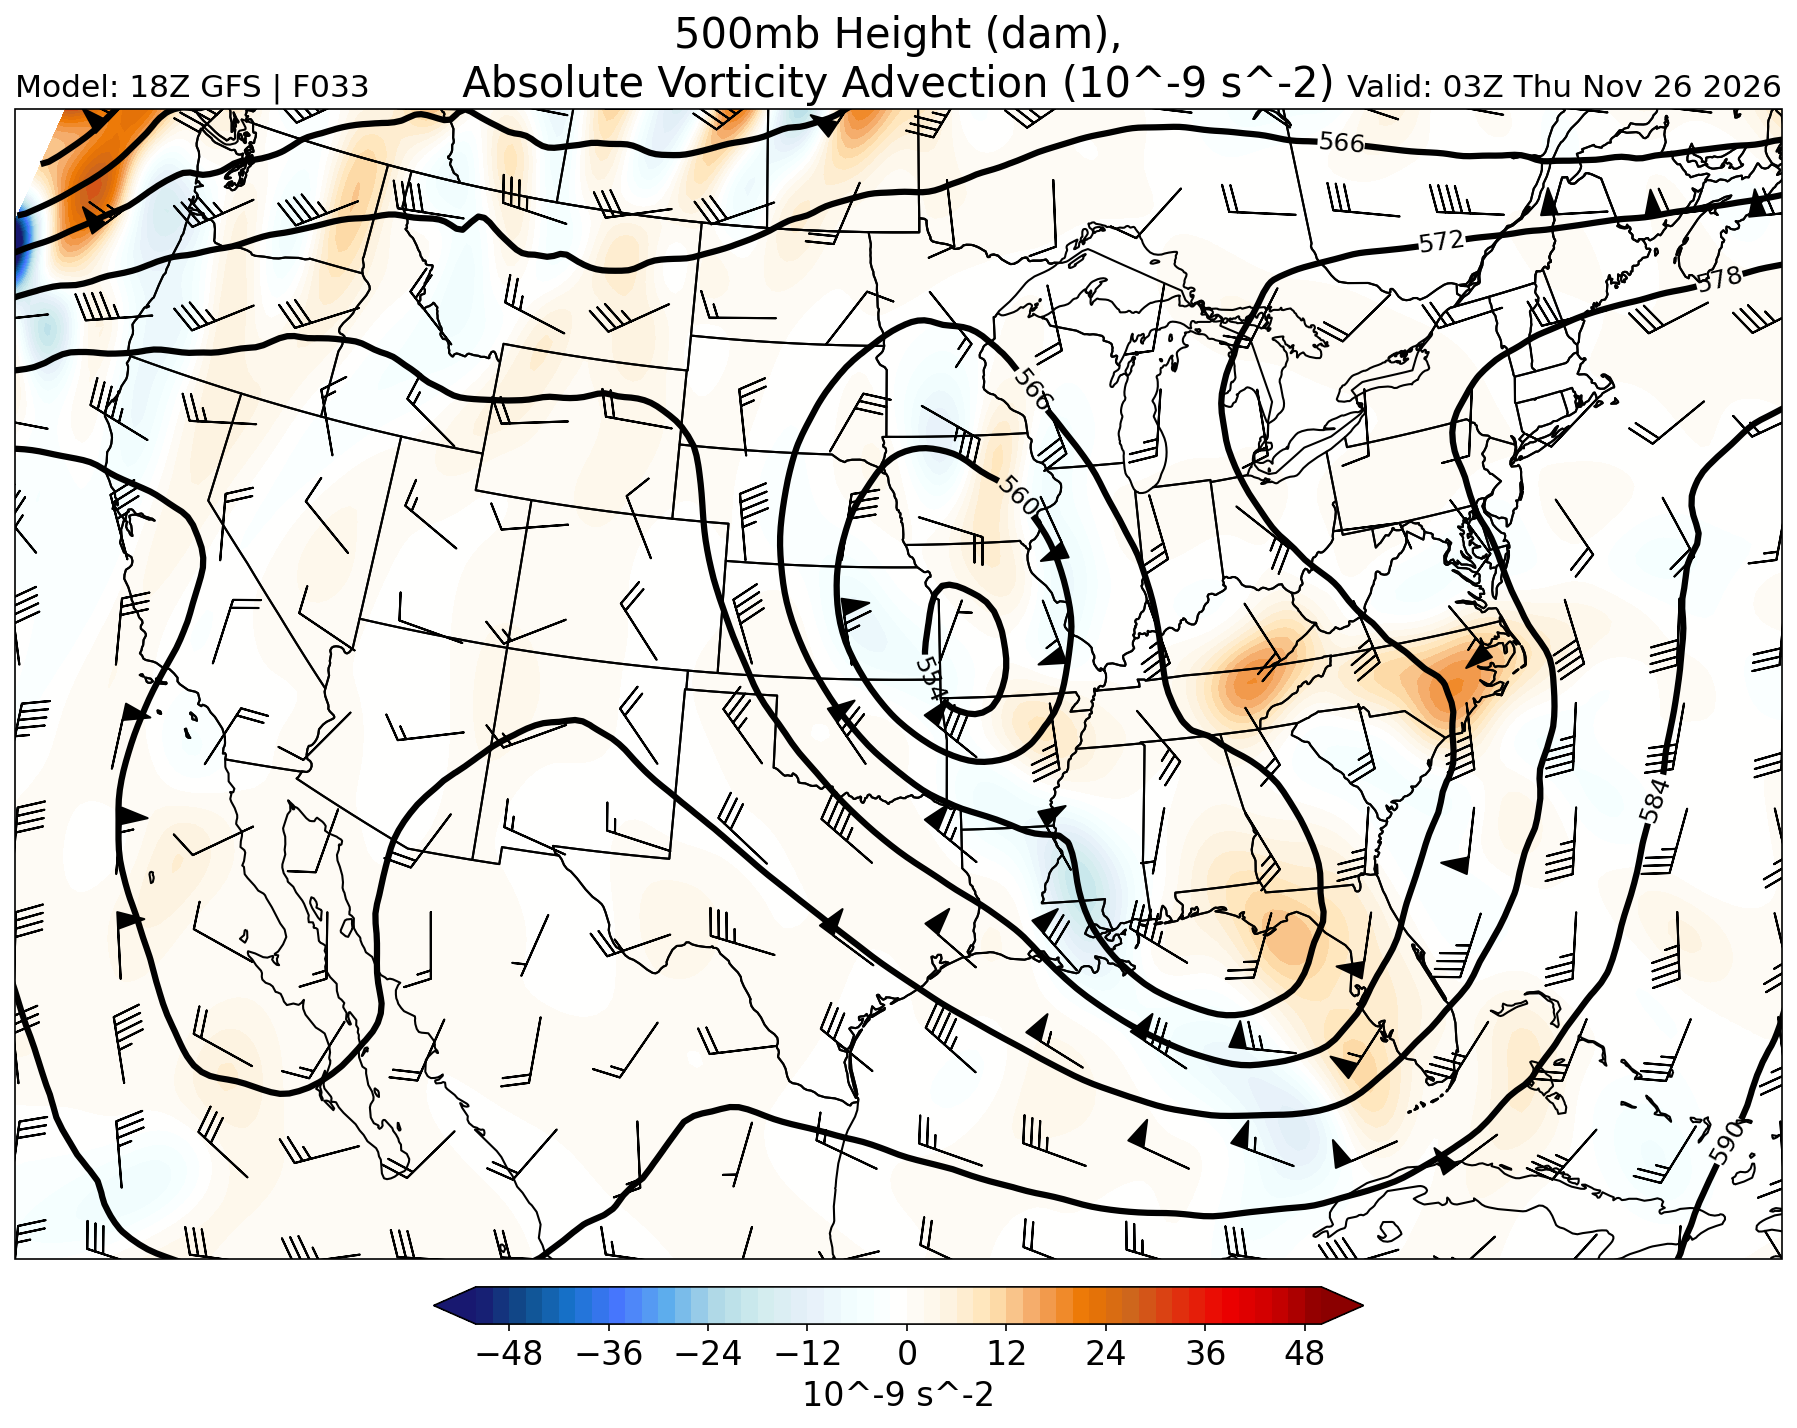 500mb Height (dam),
Model: 18Z GFS | F033
Absolute Vorticity Advection (10^-9 s^-2)
Valid: 03Z Thu Nov 26 2026
566
572
578
566
560
554
584
590
−48 −36 −24 −12 0 12 24 36 48
10^-9 s^-2